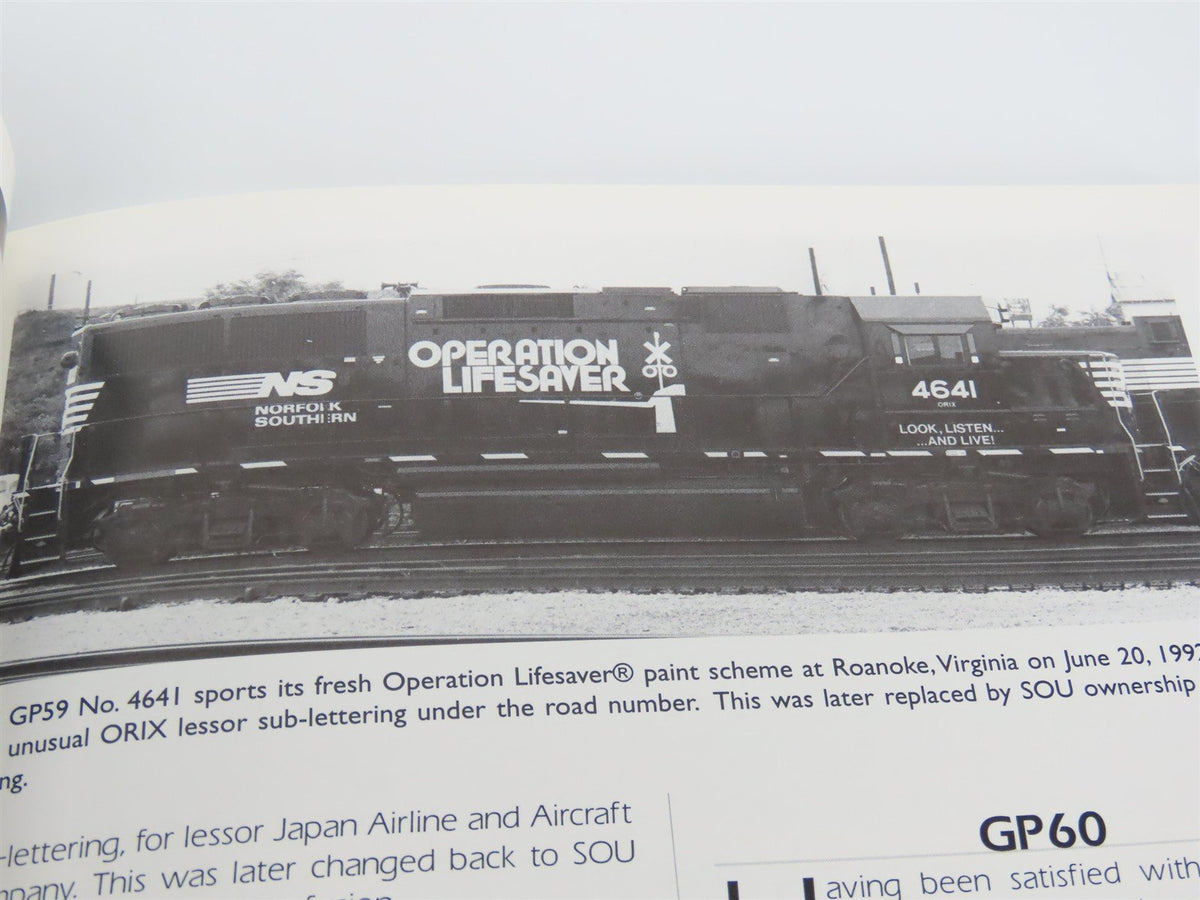 OPERATION
LIFESAVER
NS
NORFOLK
SOUTHERN
4641
ORIX
LOOK, LISTEN...
...AND LIVE!
GP59 No. 4641 sports its fresh Operation Lifesaver® paint scheme at Roanoke, Virginia on June 20, 1997
unusual ORIX lessor sub-lettering under the road number. This was later replaced by SOU ownership
ng.
-lettering, for lessor Japan Airline and Aircraft
mpany. This was later changed back to SOU
GP60
Having been satisfied with